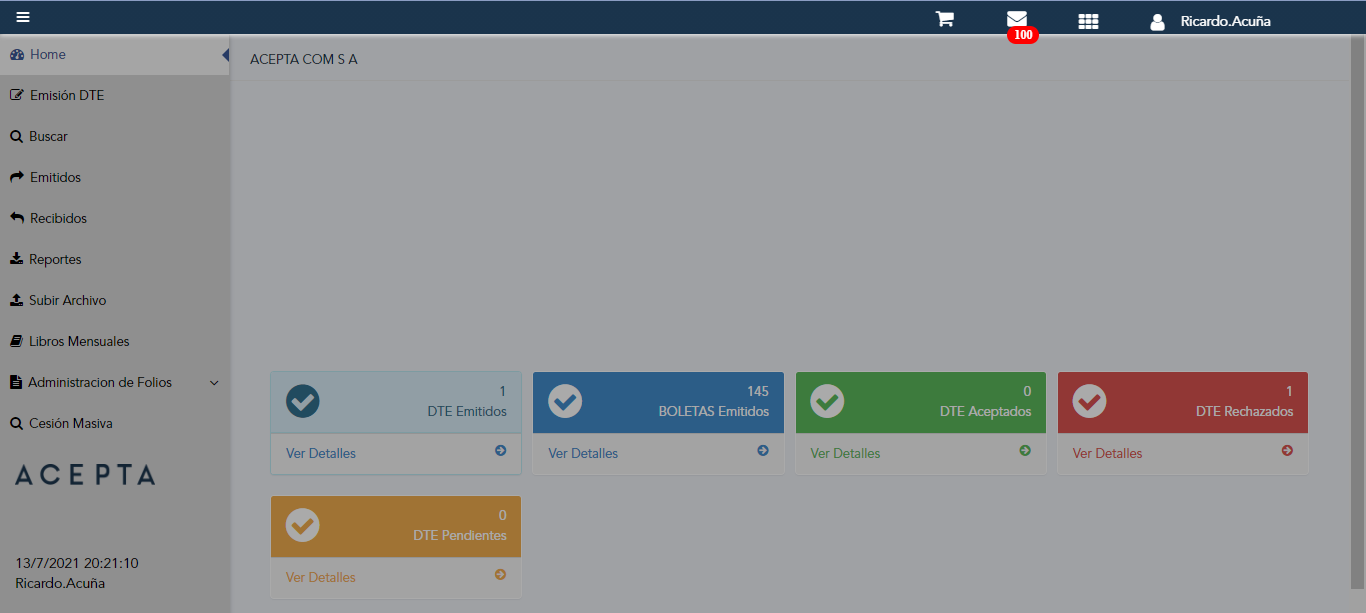 Ricardo.Acuña
100
Home
ACEPTA COM S A
Emisión DTE
Buscar
Emitidos
Recibidos
Reportes
Subir Archivo
Libros Mensuales
Administracion de Folios
Cesión Masiva
ACEPTA
13/7/2021 20:21:10
Ricardo.Acuña
1
DTE Emitidos
Ver Detalles
145
BOLETAS Emitidos
Ver Detalles
0
DTE Aceptados
Ver Detalles
1
DTE Rechazados
Ver Detalles
0
DTE Pendientes
Ver Detalles